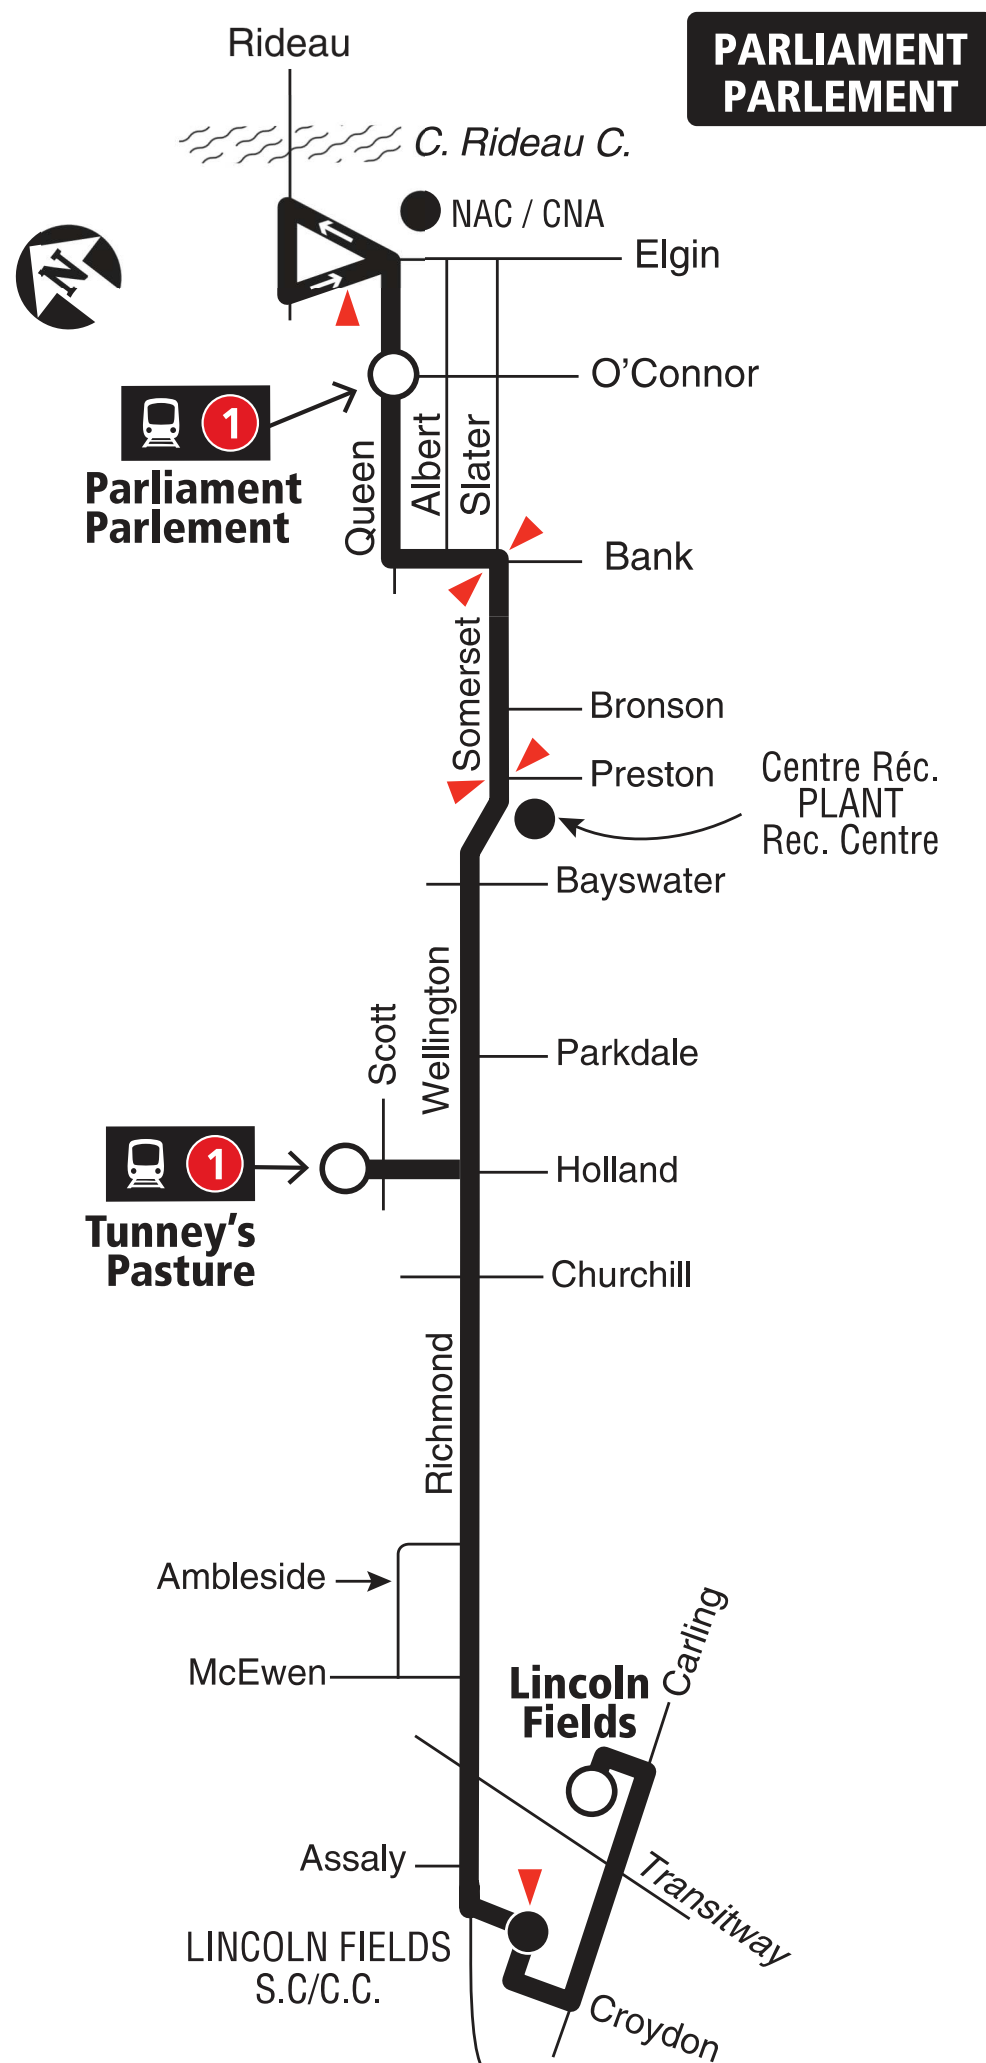 Rideau
PARLIAMENT
PARLEMENT
C. Rideau C.
NAC / CNA
N
Elgin
O'Connor
1
Parliament
Parlement
Queen
Albert
Slater
Bank
Somerset
Bronson
Preston
Centre Réc.
PLANT
Rec. Centre
Bayswater
Wellington
Scott
Parkdale
1
Tunney's
Pasture
Holland
Churchill
Richmond
Ambleside
McEwen
Lincoln
Fields
Carling
Assaly
Transitway
LINCOLN FIELDS
S.C/C.C.
Croydon